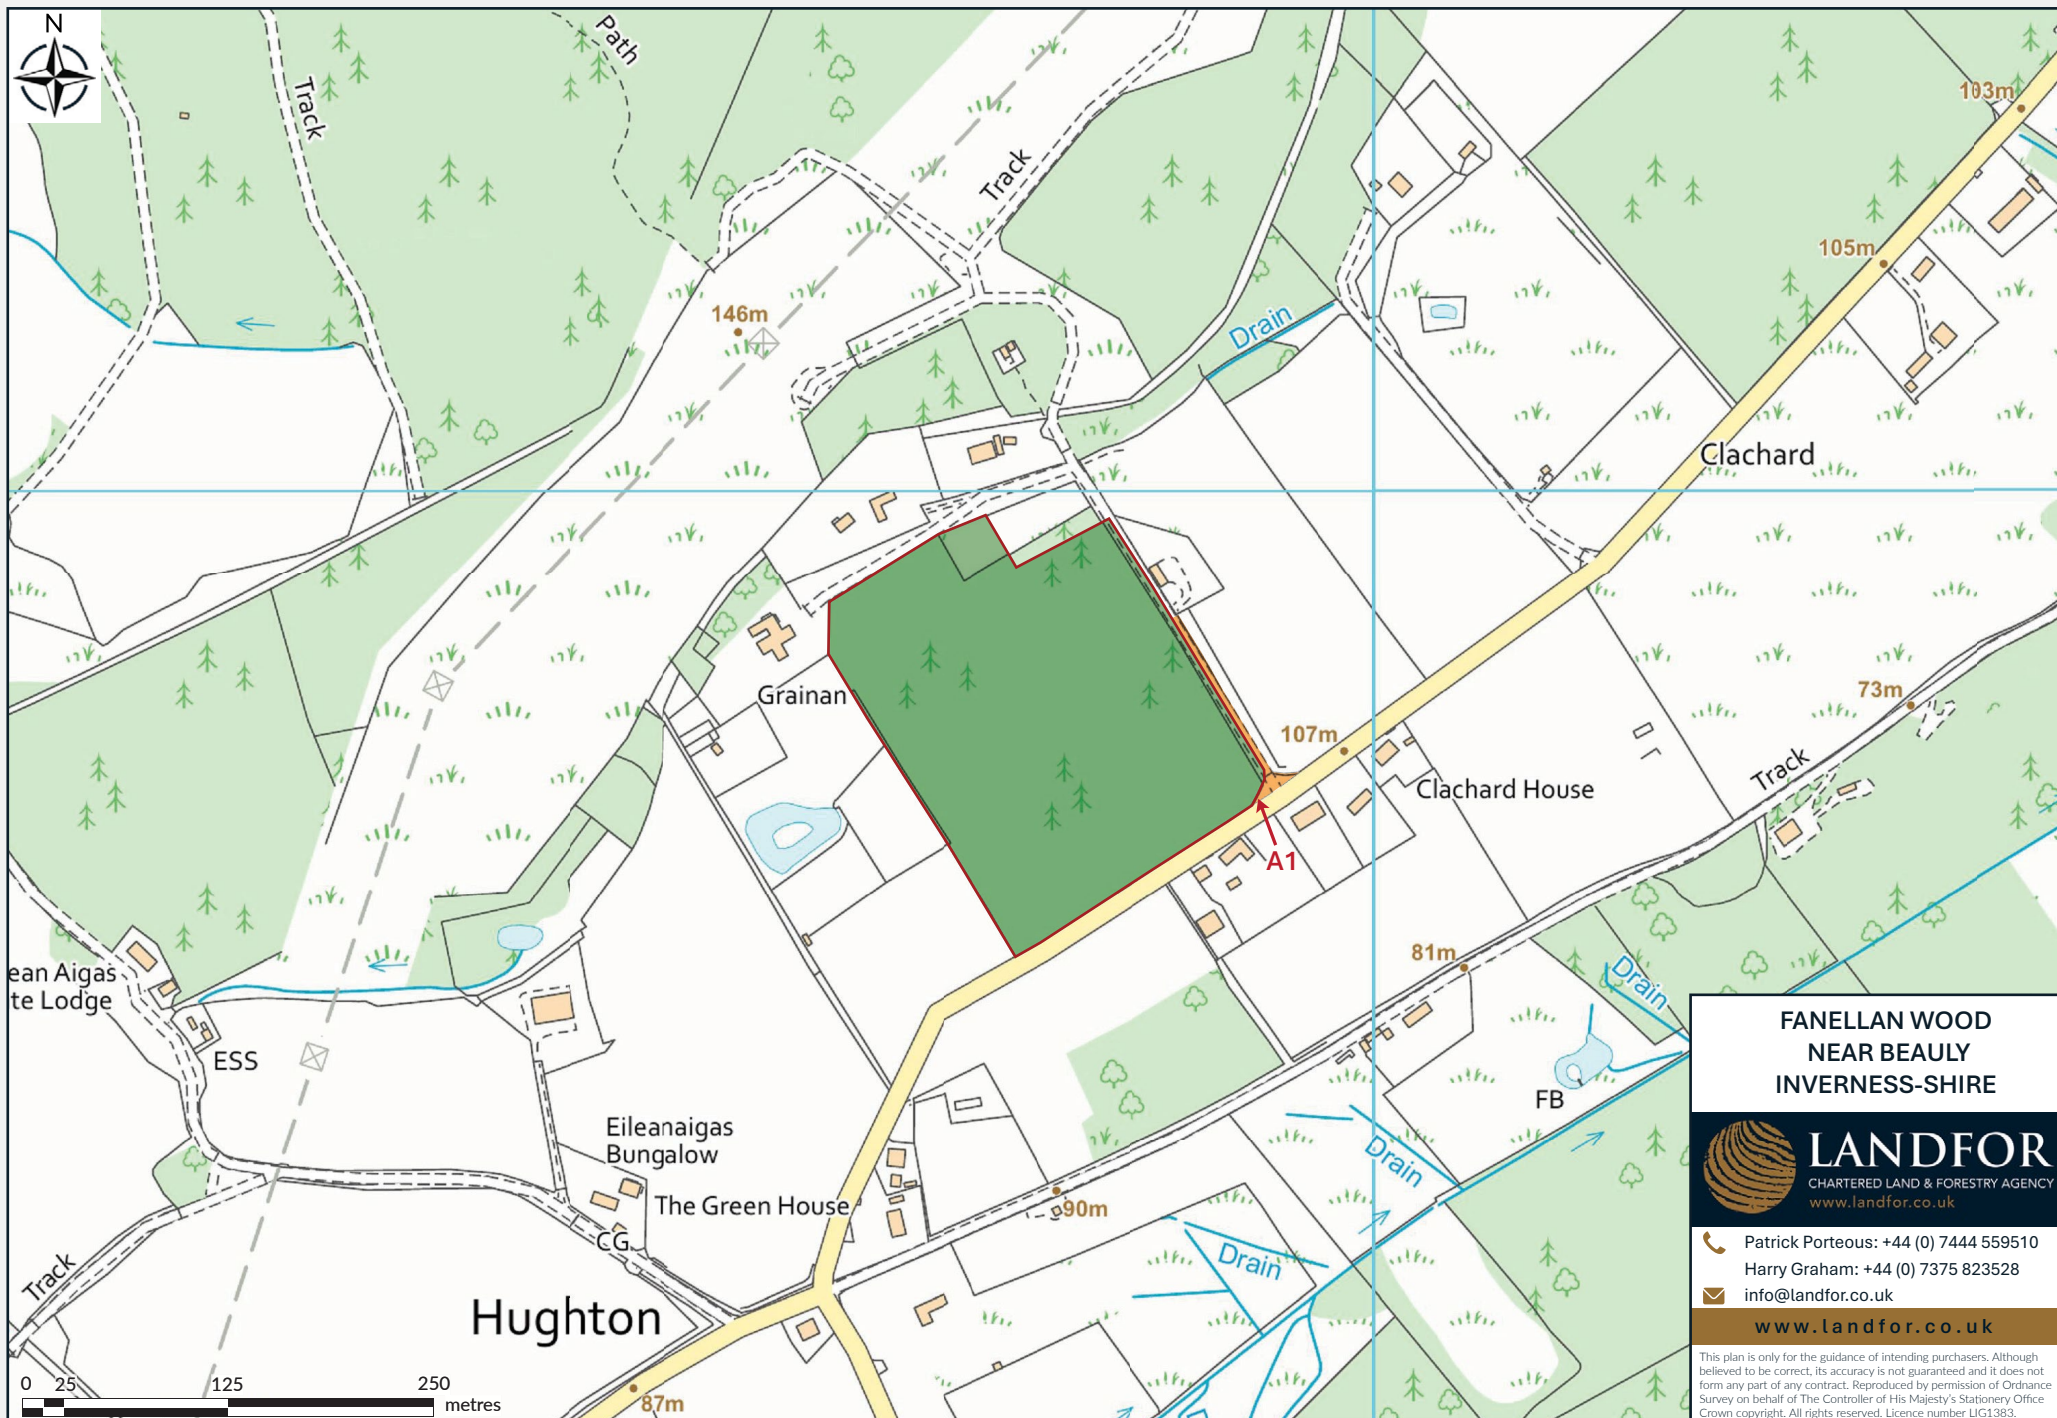 N
Path
Track
103m
Track
105m
146m
Drain
Clachard
Grainan
107m
73m
Clachard House
Track
A1
81m
Drain
ean Aigas
te Lodge
ESS
FB
Eileanaigas
Bungalow
Drain
The Green House
90m
CG
Drain
Track
Hughton
87m
0 25 125 250
metres
FANELLAN WOOD
NEAR BEAULY
INVERNESS-SHIRE
LANDFOR
CHARTERED LAND & FORESTRY AGENCY
www.landfor.co.uk
Patrick Porteous: +44 (0) 7444 559510
Harry Graham: +44 (0) 7375 823528
info@landfor.co.uk
www.landfor.co.uk
This plan is only for the guidance of intending purchasers. Although
believed to be correct, its accuracy is not guaranteed and it does not
form any part of any contract. Reproduced by permission of Ordnance
Survey on behalf of The Controller of His Majesty's Stationery Office
Crown copyright. All rights reserved. Licence number LIG1383.